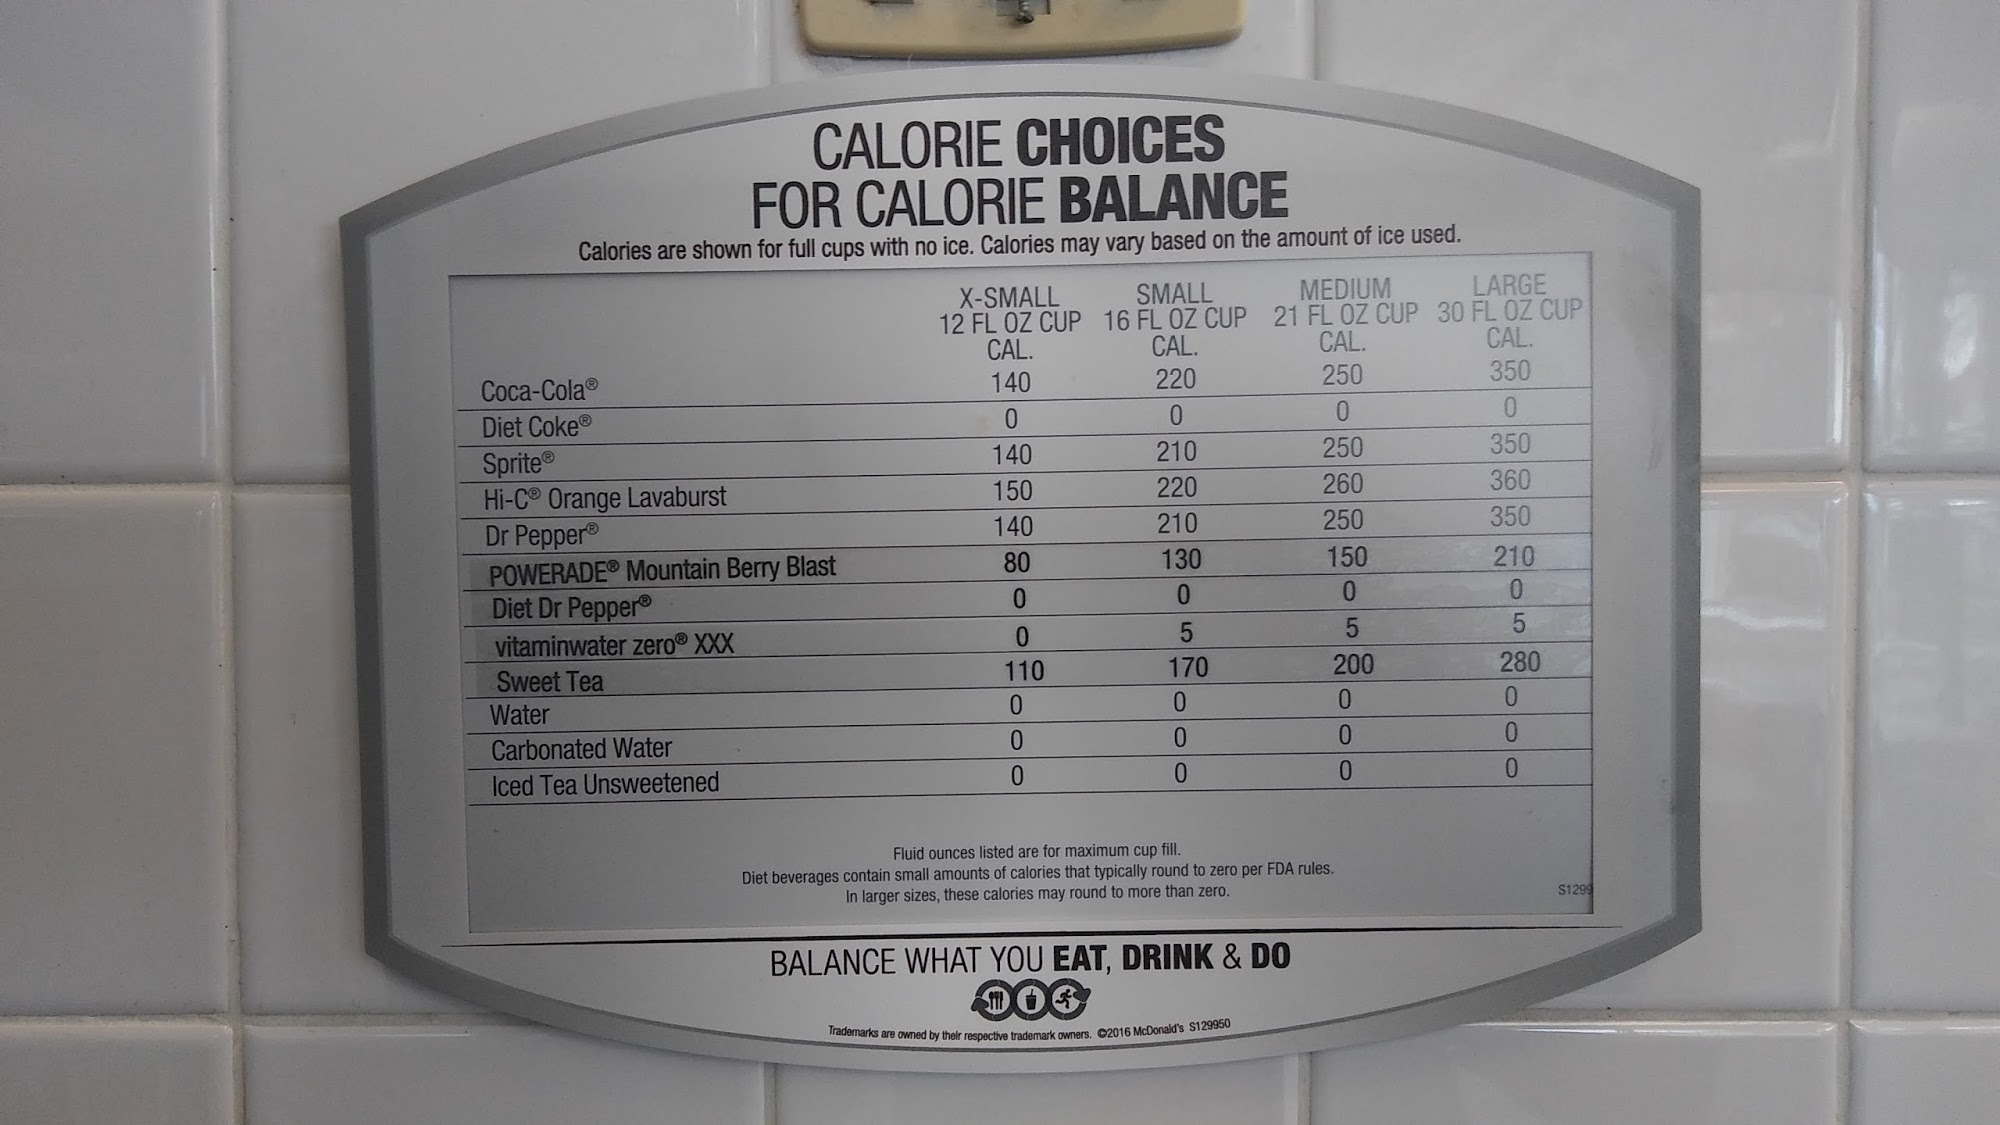 CALORIE CHOICES
FOR CALORIE BALANCE
Calories are shown for full cups with no ice. Calories may vary based on the amount of ice used.
X-SMALL SMALL MEDIUM LARGE
12 FL OZ CUP 16 FL OZ CUP 21 FL OZ CUP 30 FL OZ CUP
CAL. CAL. CAL. CAL.
Coca-Cola® 140 220 250 350
Diet Coke® 0 0 0 0
Sprite® 140 210 250 350
Hi-C® Orange Lavaburst 150 220 260 360
Dr Pepper® 140 210 250 350
POWERADE® Mountain Berry Blast 80 130 150 210
Diet Dr Pepper® 0 0 0 0
vitaminwater zero® XXX 0 5 5 5
Sweet Tea 110 170 200 280
Water 0 0 0 0
Carbonated Water 0 0 0 0
Iced Tea Unsweetened 0 0 0 0
Fluid ounces listed are for maximum cup fill.
Diet beverages contain small amounts of calories that typically round to zero per FDA rules.
In larger sizes, these calories may round to more than zero.
S1299
BALANCE WHAT YOU EAT, DRINK & DO
Trademarks are owned by their respective trademark owners. ©2016 McDonald's S129950